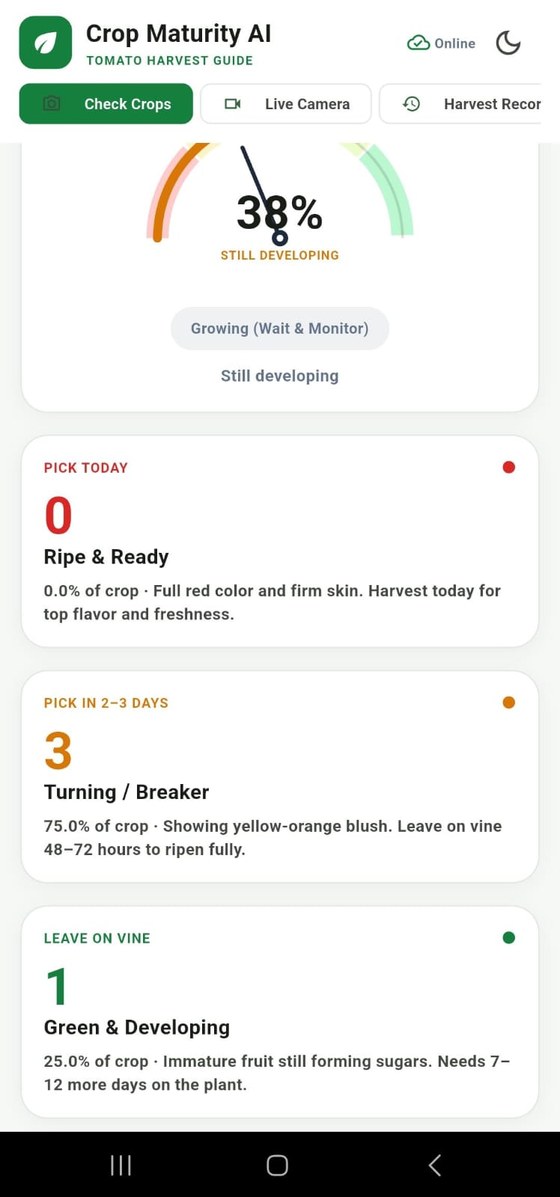 Crop Maturity AI
TOMATO HARVEST GUIDE
Online
Check Crops
Live Camera
Harvest Recor
38%
STILL DEVELOPING
Growing (Wait & Monitor)
Still developing
PICK TODAY
0
Ripe & Ready
0.0% of crop · Full red color and firm skin. Harvest today for
top flavor and freshness.
PICK IN 2–3 DAYS
3
Turning / Breaker
75.0% of crop · Showing yellow-orange blush. Leave on vine
48–72 hours to ripen fully.
LEAVE ON VINE
1
Green & Developing
25.0% of crop · Immature fruit still forming sugars. Needs 7–
12 more days on the plant.